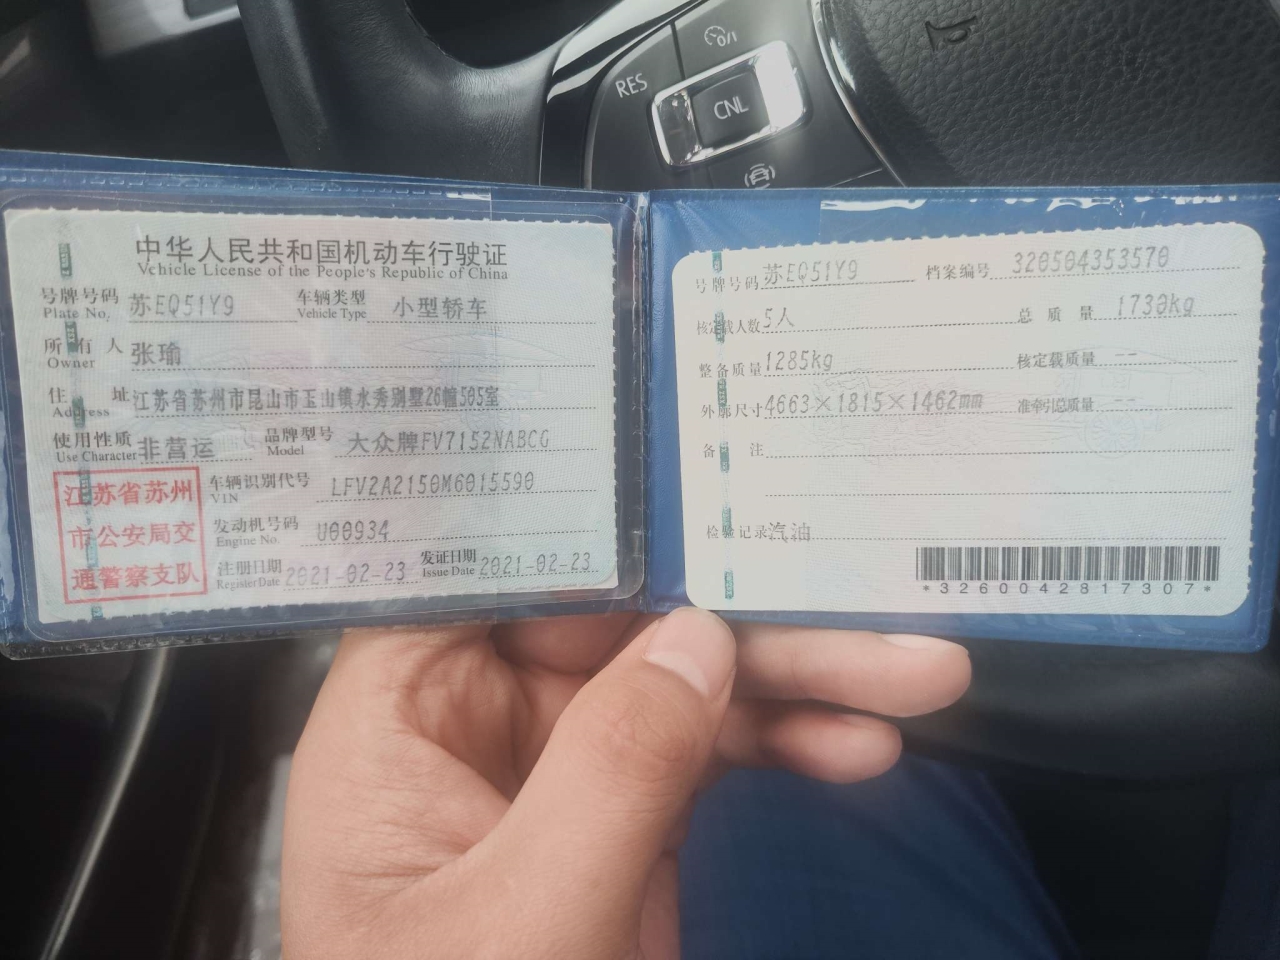 RES
CNL
中华人民共和国机动车行驶证
Vehicle License of the People's Republic of China
号牌号码 苏EQ51Y9 车辆类型 小型轿车
Plate No. Vehicle Type
所有人 张瑜
Owner
住址 江苏省苏州市昆山市玉山镇水秀别墅26幢505室
Address
使用性质 非营运 品牌型号 大众牌FV7152NABCG
Use Character Model
车辆识别代号 LFV2A2150M6015590
VIN
发动机号码 U00934
Engine No.
注册日期 2021-02-23 发证日期 2021-02-23
Register Date Issue Date
江苏省苏州
市公安局交
通警察支队
号牌号码 苏EQ51Y9 档案编号 320504353570
核定载人数 5人 总质量 1730kg
整备质量 1285kg 核定载质量 --
外廓尺寸 4663×1815×1462mm 准牵引总质量 --
备注
检验记录 汽油
*3260042817307*